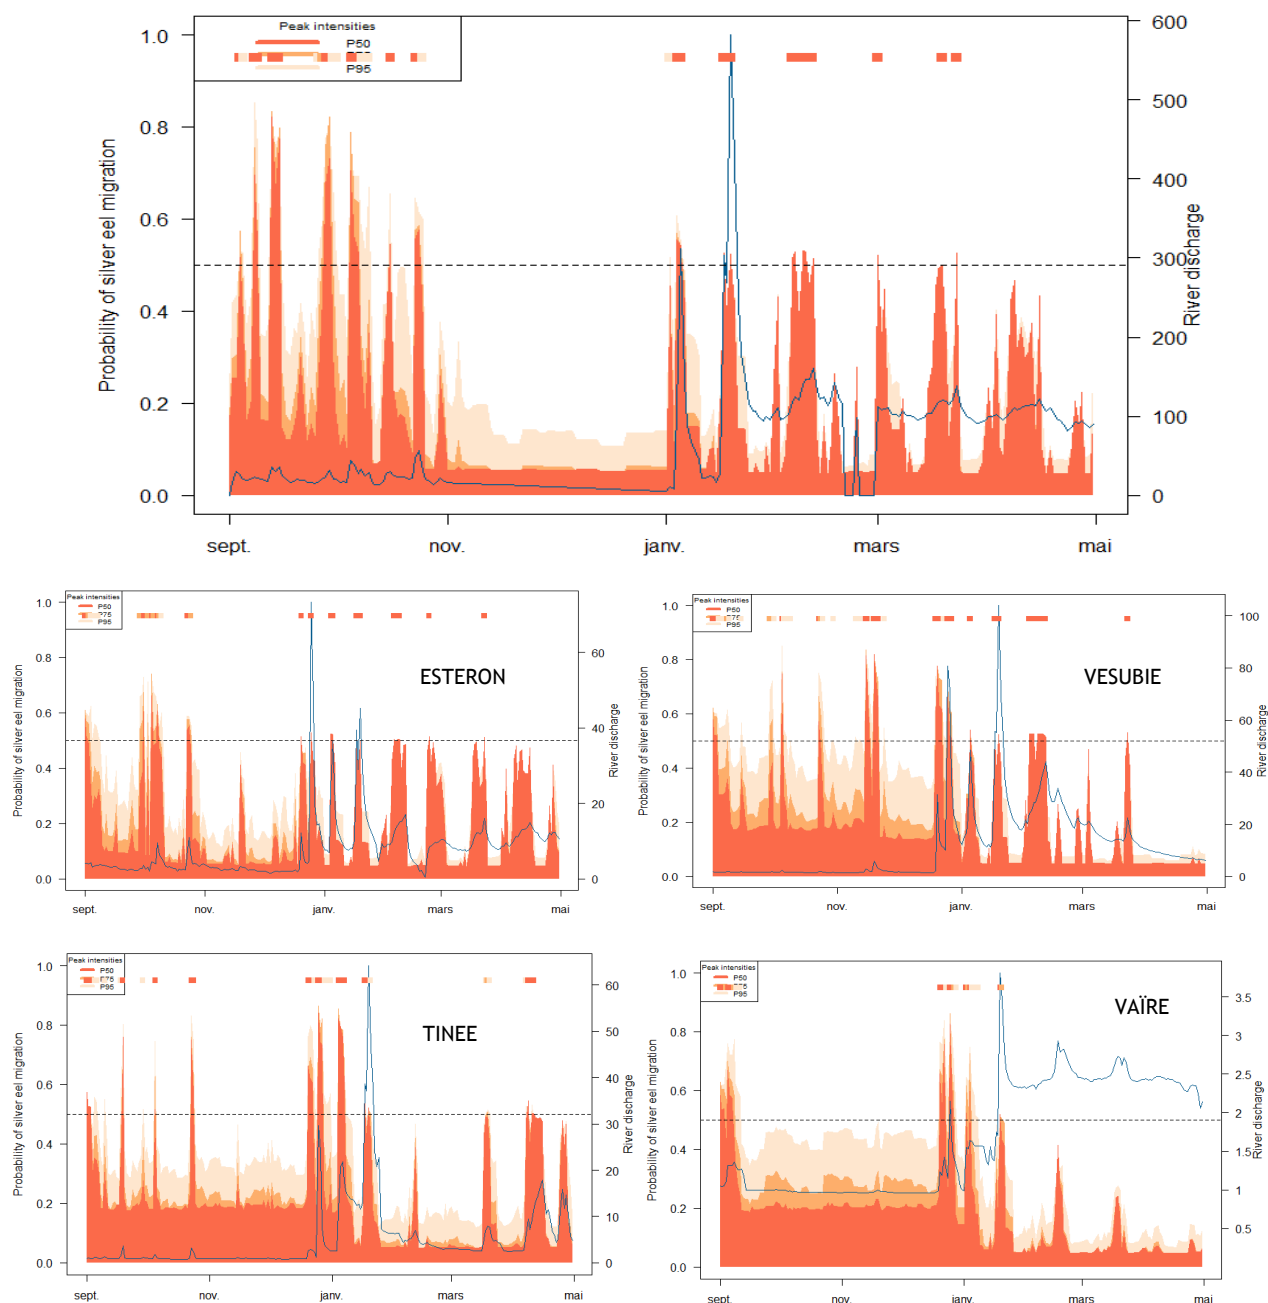 Peak intensities
P50
P95
1.0
0.8
0.6
0.4
0.2
0.0
Probability of silver eel migration
600
500
400
300
200
100
0
River discharge
sept.
nov.
janv.
mars
mai
Peak intensities
P50
P75
P95
ESTERON
1.0
0.8
0.6
0.4
0.2
0.0
Probability of silver eel migration
60
40
20
0
River discharge
sept.
nov.
janv.
mars
mai
Peak intensities
P50
P75
P95
VESUBIE
1.0
0.8
0.6
0.4
0.2
0.0
Probability of silver eel migration
100
80
60
40
20
0
River discharge
sept.
nov.
janv.
mars
mai
Peak intensities
P50
P75
P95
TINEE
1.0
0.8
0.6
0.4
0.2
0.0
Probability of silver eel migration
60
50
40
30
20
10
0
River discharge
sept.
nov.
janv.
mars
mai
Peak intensities
P50
P75
P95
VAÏRE
1.0
0.8
0.6
0.4
0.2
0.0
Probability of silver eel migration
3.5
3
2.5
2
1.5
1
0.5
River discharge
sept.
nov.
janv.
mars
mai